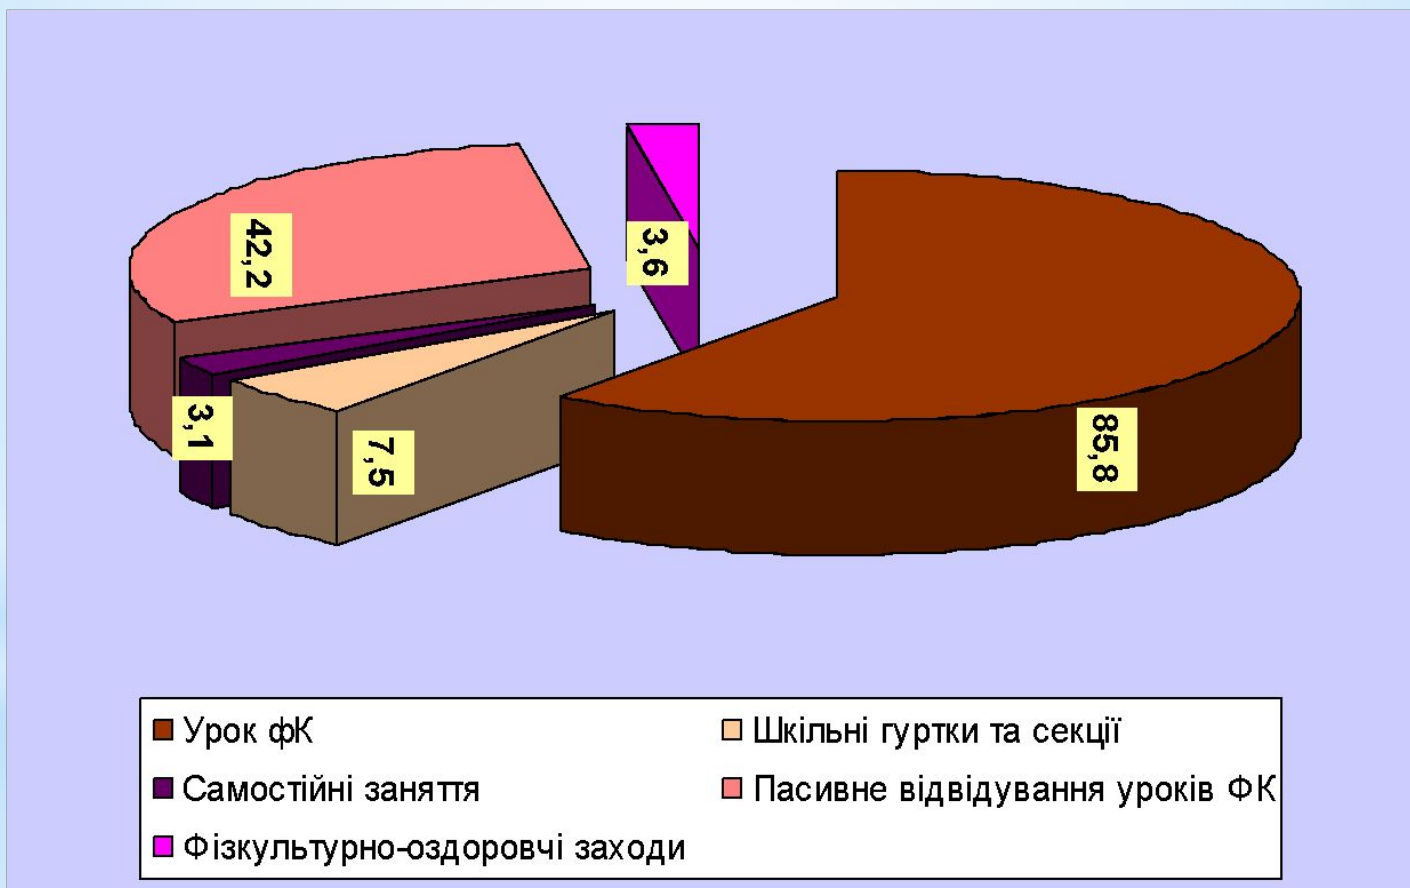 42,2
3,6
3,1
7,5
85,8
Урок фК
Шкільні гуртки та секції
Самостійні заняття
Пасивне відвідування уроків ФК
Фізкультурно-оздоровчі заходи